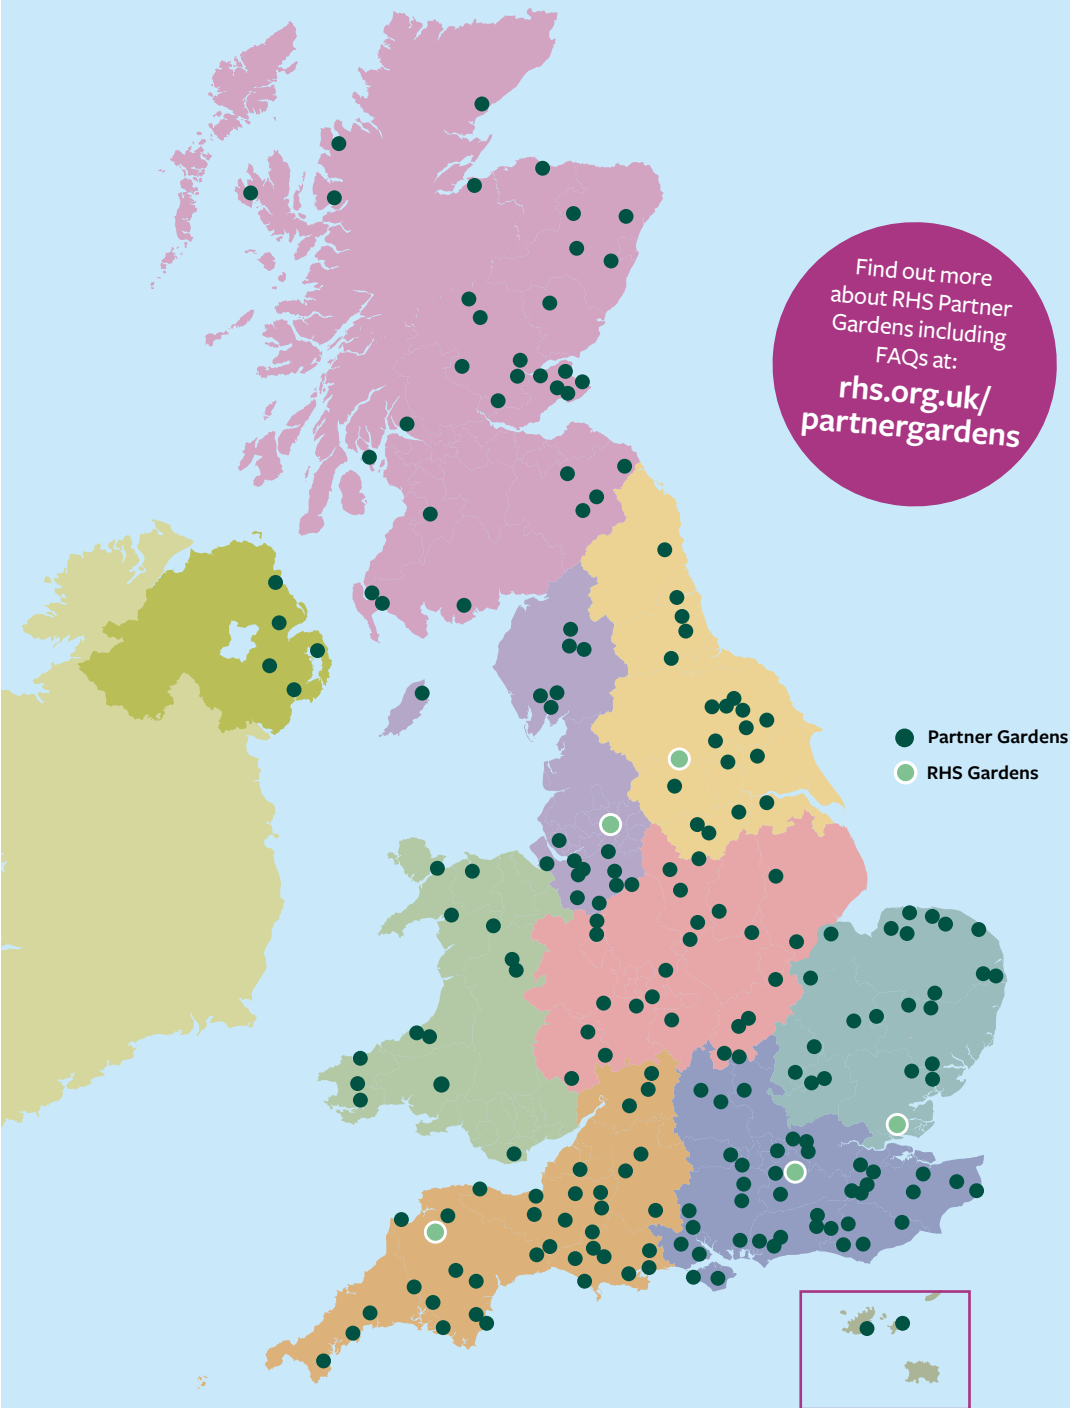 Find out more
about RHS Partner
Gardens including
FAQs at:
rhs.org.uk/
partnergardens
Partner Gardens
RHS Gardens